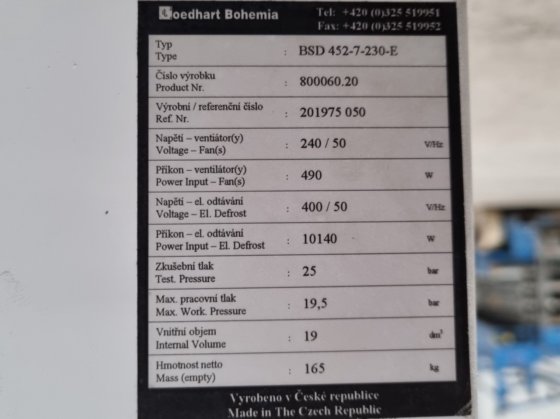 Goedhart Bohemia
Tel: +420 (0)325 519951
Fax: +420 (0)325 519952
Typ
Type : BSD 452-7-230-E
Číslo výrobku
Product Nr. : 800060.20
Výrobní / referenční číslo
Ref. Nr. : 201975 050
Napětí – ventiátor(y)
Voltage – Fan(s) : 240 / 50 V/Hz
Příkon – ventilátor(y)
Power Input – Fan(s) : 490 W
Napětí – el. odtávání
Voltage – El. Defrost : 400 / 50 V/Hz
Příkon – el. odtávání
Power Input – El. Defrost : 10140 W
Zkušební tlak
Test. Pressure : 25 bar
Max. pracovní tlak
Max. Work. Pressure : 19,5 bar
Vnitřní objem
Internal Volume : 19 dm³
Hmotnost netto
Mass (empty) : 165 kg
Vyrobeno v České republice
Made in The Czech Republic